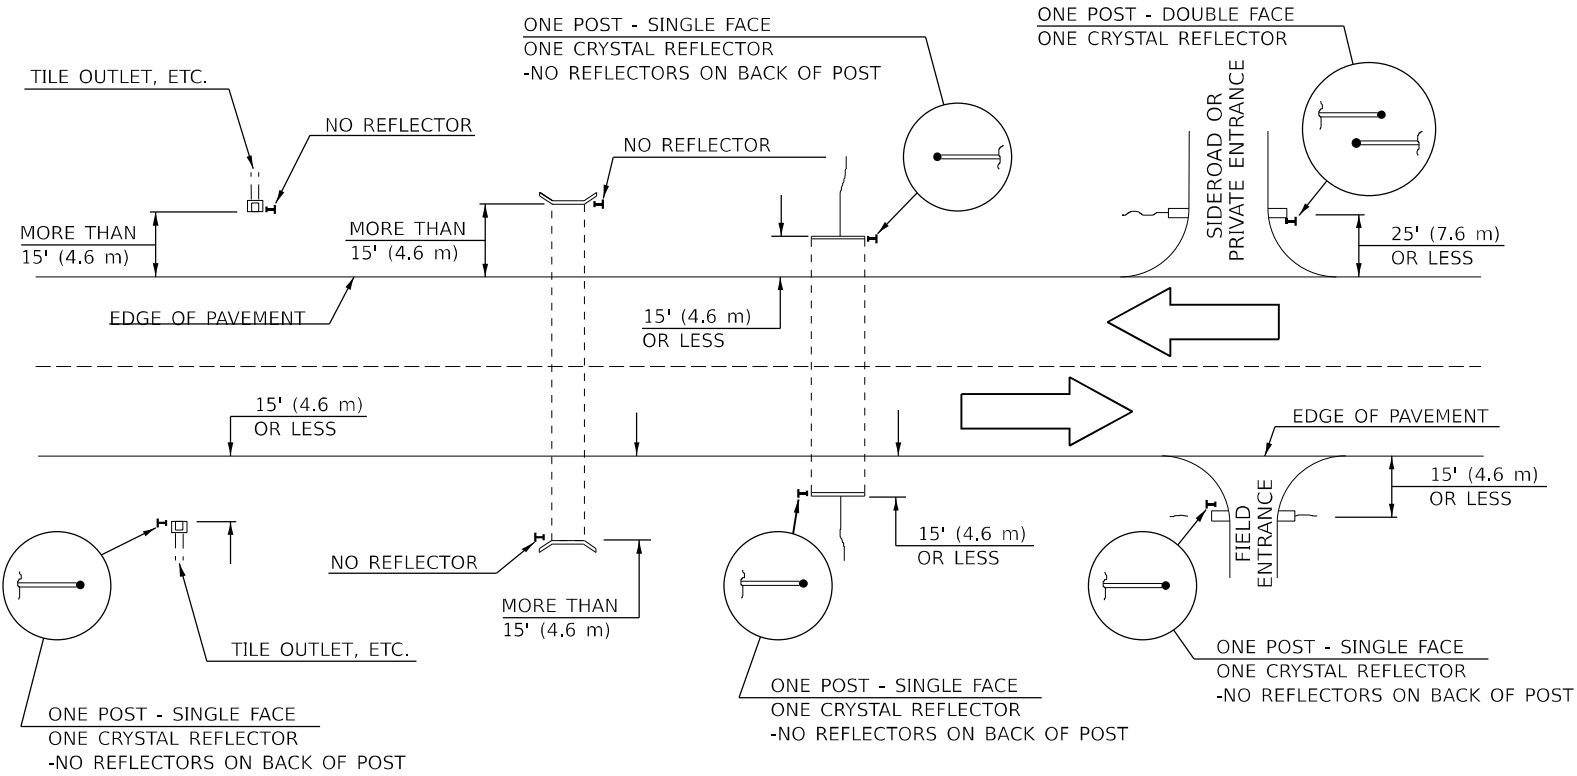 ONE POST - SINGLE FACE
ONE CRYSTAL REFLECTOR
-NO REFLECTORS ON BACK OF POST
ONE POST - DOUBLE FACE
ONE CRYSTAL REFLECTOR
TILE OUTLET, ETC.
NO REFLECTOR
NO REFLECTOR
SIDEROAD OR
PRIVATE ENTRANCE
MORE THAN
15' (4.6 m)
MORE THAN
15' (4.6 m)
25' (7.6 m)
OR LESS
EDGE OF PAVEMENT
15' (4.6 m)
OR LESS
15' (4.6 m)
OR LESS
EDGE OF PAVEMENT
15' (4.6 m)
OR LESS
FIELD
ENTRANCE
15' (4.6 m)
OR LESS
NO REFLECTOR
MORE THAN
15' (4.6 m)
TILE OUTLET, ETC.
ONE POST - SINGLE FACE
ONE CRYSTAL REFLECTOR
-NO REFLECTORS ON BACK OF POST
ONE POST - SINGLE FACE
ONE CRYSTAL REFLECTOR
-NO REFLECTORS ON BACK OF POST
ONE POST - SINGLE FACE
ONE CRYSTAL REFLECTOR
-NO REFLECTORS ON BACK OF POST